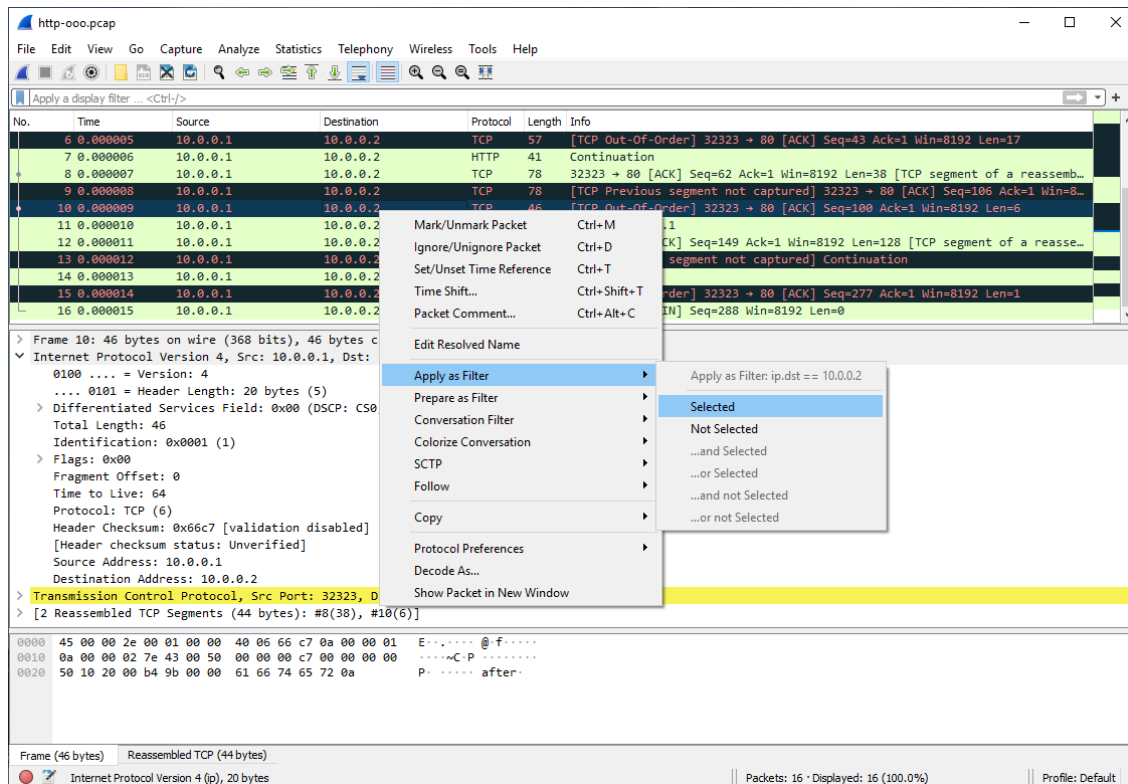 http-ooo.pcap
File Edit View Go Capture Analyze Statistics Telephony Wireless Tools Help
Apply a display filter ... <Ctrl-/>
No. Time Source Destination Protocol Length Info
6 0.000005 10.0.0.1 10.0.0.2 TCP 57 [TCP Out-Of-Order] 32323 → 80 [ACK] Seq=43 Ack=1 Win=8192 Len=17
7 0.000006 10.0.0.1 10.0.0.2 HTTP 41 Continuation
8 0.000007 10.0.0.1 10.0.0.2 TCP 78 32323 → 80 [ACK] Seq=62 Ack=1 Win=8192 Len=38 [TCP segment of a reassemb…
9 0.000008 10.0.0.1 10.0.0.2 TCP 78 [TCP Previous segment not captured] 32323 → 80 [ACK] Seq=106 Ack=1 Win=8…
10 0.000009 10.0.0.1 10.0.0.2 TCP 46 [TCP Out-Of-Order] 32323 → 80 [ACK] Seq=100 Ack=1 Win=8192 Len=6
11 0.000010 10.0.0.1 10.0.0.2 .1
12 0.000011 10.0.0.1 10.0.0.2 CK] Seq=149 Ack=1 Win=8192 Len=128 [TCP segment of a reasse…
13 0.000012 10.0.0.1 10.0.0.2 segment not captured] Continuation
14 0.000013 10.0.0.1 10.0.0.2
15 0.000014 10.0.0.1 10.0.0.2 rder] 32323 → 80 [ACK] Seq=277 Ack=1 Win=8192 Len=1
16 0.000015 10.0.0.1 10.0.0.2 IN] Seq=288 Win=8192 Len=0
Mark/Unmark Packet Ctrl+M
Ignore/Unignore Packet Ctrl+D
Set/Unset Time Reference Ctrl+T
Time Shift... Ctrl+Shift+T
Packet Comment... Ctrl+Alt+C
Edit Resolved Name
Apply as Filter
Prepare as Filter
Conversation Filter
Colorize Conversation
SCTP
Follow
Copy
Protocol Preferences
Decode As...
Show Packet in New Window
Apply as Filter: ip.dst == 10.0.0.2
Selected
Not Selected
...and Selected
...or Selected
...and not Selected
...or not Selected
Frame 10: 46 bytes on wire (368 bits), 46 bytes c
Internet Protocol Version 4, Src: 10.0.0.1, Dst:
0100 .... = Version: 4
.... 0101 = Header Length: 20 bytes (5)
Differentiated Services Field: 0x00 (DSCP: CS0
Total Length: 46
Identification: 0x0001 (1)
Flags: 0x00
Fragment Offset: 0
Time to Live: 64
Protocol: TCP (6)
Header Checksum: 0x66c7 [validation disabled]
[Header checksum status: Unverified]
Source Address: 10.0.0.1
Destination Address: 10.0.0.2
Transmission Control Protocol, Src Port: 32323, D
[2 Reassembled TCP Segments (44 bytes): #8(38), #10(6)]
0000 45 00 00 2e 00 01 00 00 40 06 66 c7 0a 00 00 01 E··.···· @·f·····
0010 0a 00 00 02 7e 43 00 50 00 00 00 c7 00 00 00 00 ····~C·P ········
0020 50 10 20 00 b4 9b 00 00 61 66 74 65 72 0a P· ····· after·
Frame (46 bytes) Reassembled TCP (44 bytes)
Internet Protocol Version 4 (ip), 20 bytes Packets: 16 · Displayed: 16 (100.0%) Profile: Default